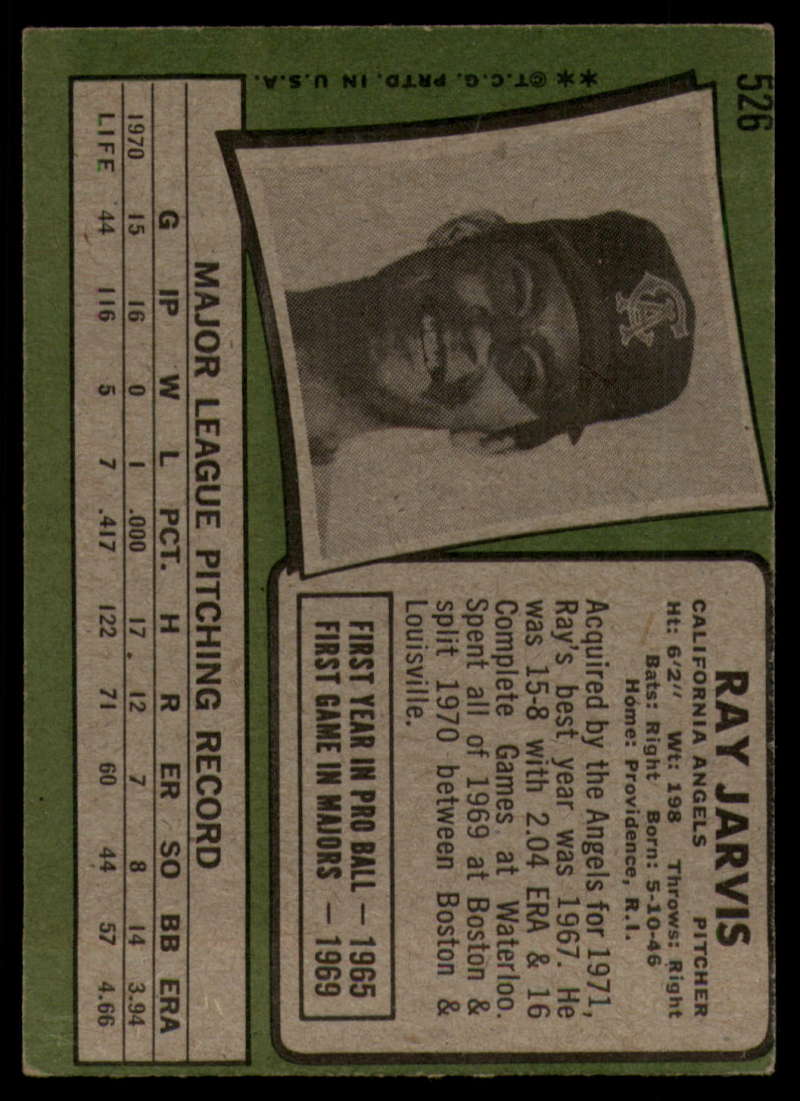 526
RAY JARVIS
CALIFORNIA ANGELS PITCHER
Ht: 6'2" Wt: 198 Throws: Right
Bats: Right Born: 5-10-46
Home: Providence, R.I.
Acquired by the Angels for 1971,
Ray's best year was 1967. He
was 15-8 with 2.04 ERA & 16
Complete Games at Waterloo.
Spent all of 1969 at Boston &
split 1970 between Boston &
Louisville.
FIRST YEAR IN PRO BALL — 1965
FIRST GAME IN MAJORS — 1969
CA
**©T.C.G. PRTD. IN U.S.A.
MAJOR LEAGUE PITCHING RECORD
G IP W L PCT. H R ER SO BB ERA
1970 15 16 0 1 .000 17 12 7 8 14 3.94
LIFE 44 116 5 7 .417 122 71 60 44 57 4.66